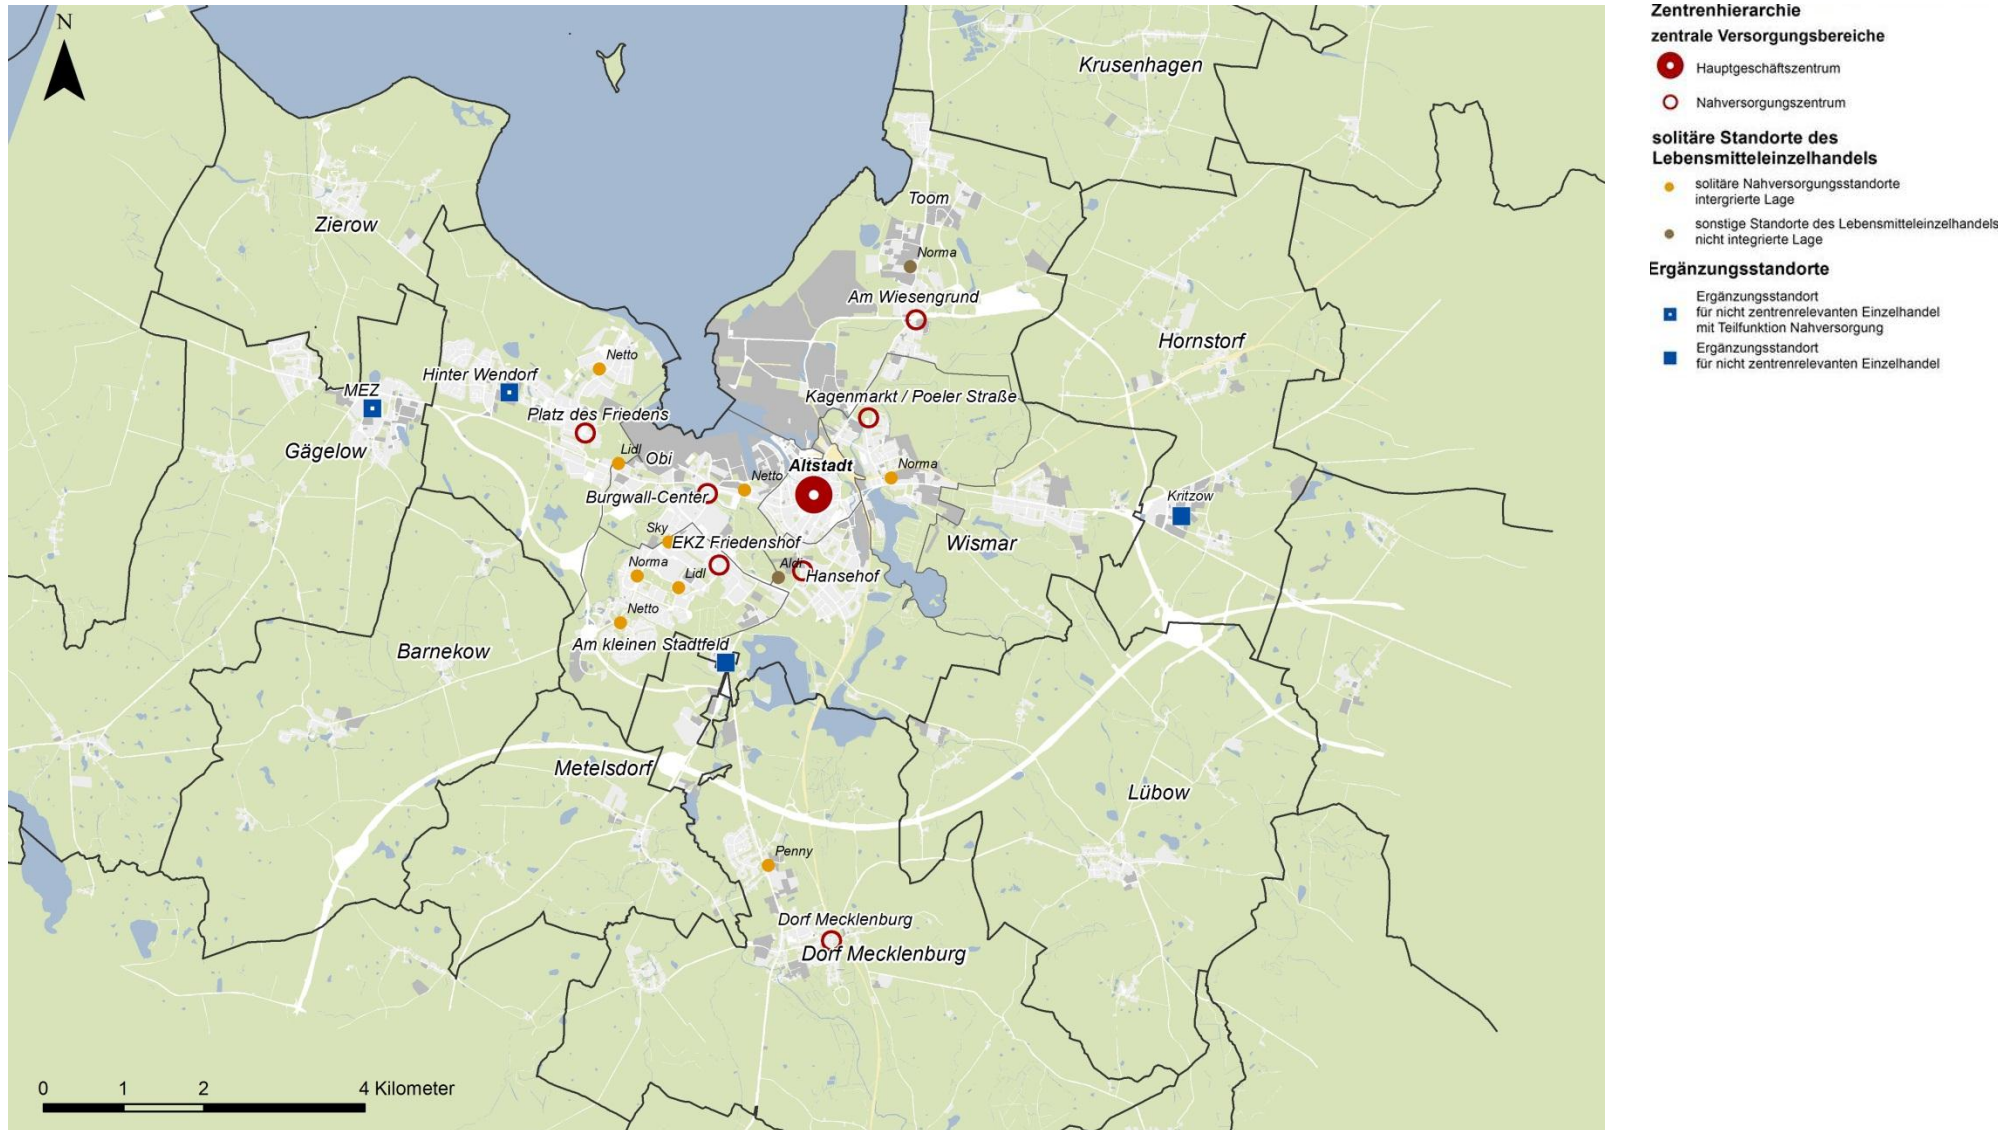 N
Krusenhagen
Toom
Zierow
Norma
Am Wiesengrund
Hornstorf
Netto
Hinter Wendorf
MEZ
Kagenmarkt / Poeler Straße
Platz des Friedens
Gägelow
Lidl
Obi
Altstadt
Norma
Netto
Burgwall-Center
Kritzow
Sky
EKZ Friedenshof
Wismar
Norma
Aldi
Lidl
Hansehof
Netto
Am kleinen Stadtfeld
Barnekow
Metelsdorf
Lübow
Penny
Dorf Mecklenburg
Dorf Mecklenburg
0 1 2 4 Kilometer
Zentrenhierarchie
zentrale Versorgungsbereiche
Hauptgeschäftszentrum
Nahversorgungszentrum
solitäre Standorte des
Lebensmitteleinzelhandels
solitäre Nahversorgungsstandorte
intergrierte Lage
sonstige Standorte des Lebensmitteleinzelhandels
nicht integrierte Lage
Ergänzungsstandorte
Ergänzungsstandort
für nicht zentrenrelevanten Einzelhandel
mit Teilfunktion Nahversorgung
Ergänzungsstandort
für nicht zentrenrelevanten Einzelhandel